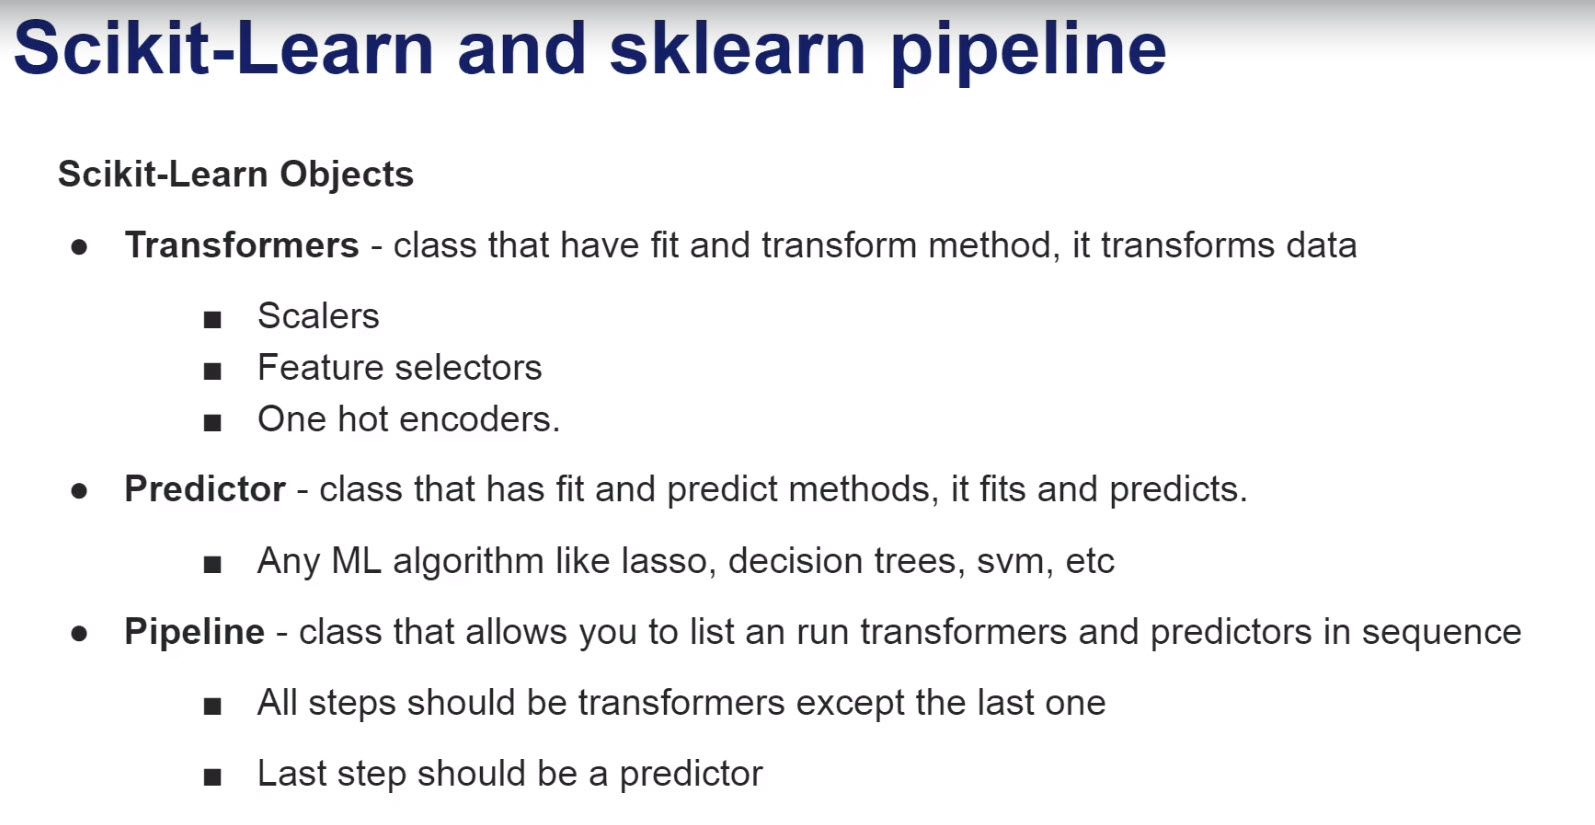 Scikit-Learn and sklearn pipeline
Scikit-Learn Objects
● Transformers - class that have fit and transform method, it transforms data
■ Scalers
■ Feature selectors
■ One hot encoders.
● Predictor - class that has fit and predict methods, it fits and predicts.
■ Any ML algorithm like lasso, decision trees, svm, etc
● Pipeline - class that allows you to list an run transformers and predictors in sequence
■ All steps should be transformers except the last one
■ Last step should be a predictor